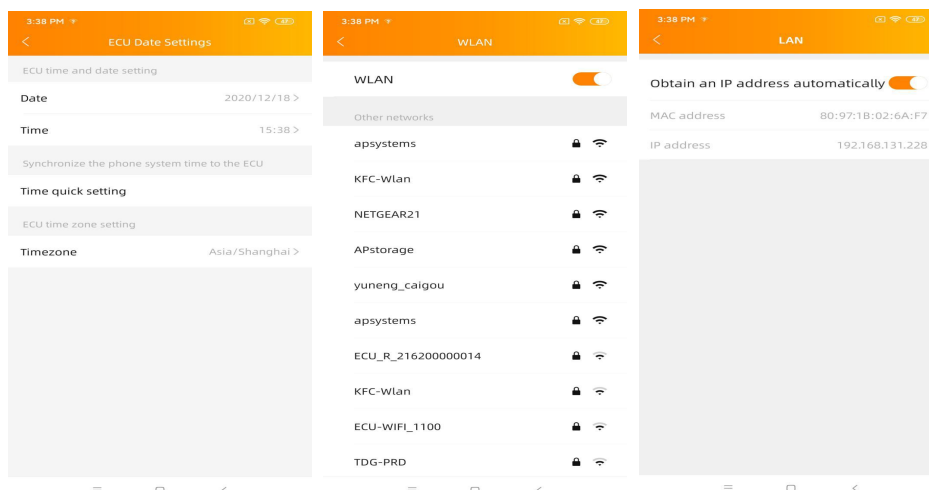 3:38 PM
ECU Date Settings
ECU time and date setting
Date 2020/12/18 >
Time 15:38 >
Synchronize the phone system time to the ECU
Time quick setting
ECU time zone setting
Timezone Asia/Shanghai >
3:38 PM
WLAN
WLAN
Other networks
apsystems
KFC-Wlan
NETGEAR21
APstorage
yuneng_caigou
apsystems
ECU_R_216200000014
KFC-Wlan
ECU-WIFI_1100
TDG-PRD
3:38 PM
LAN
Obtain an IP address automatically
MAC address 80:97:1B:02:6A:F7
IP address 192.168.131.228